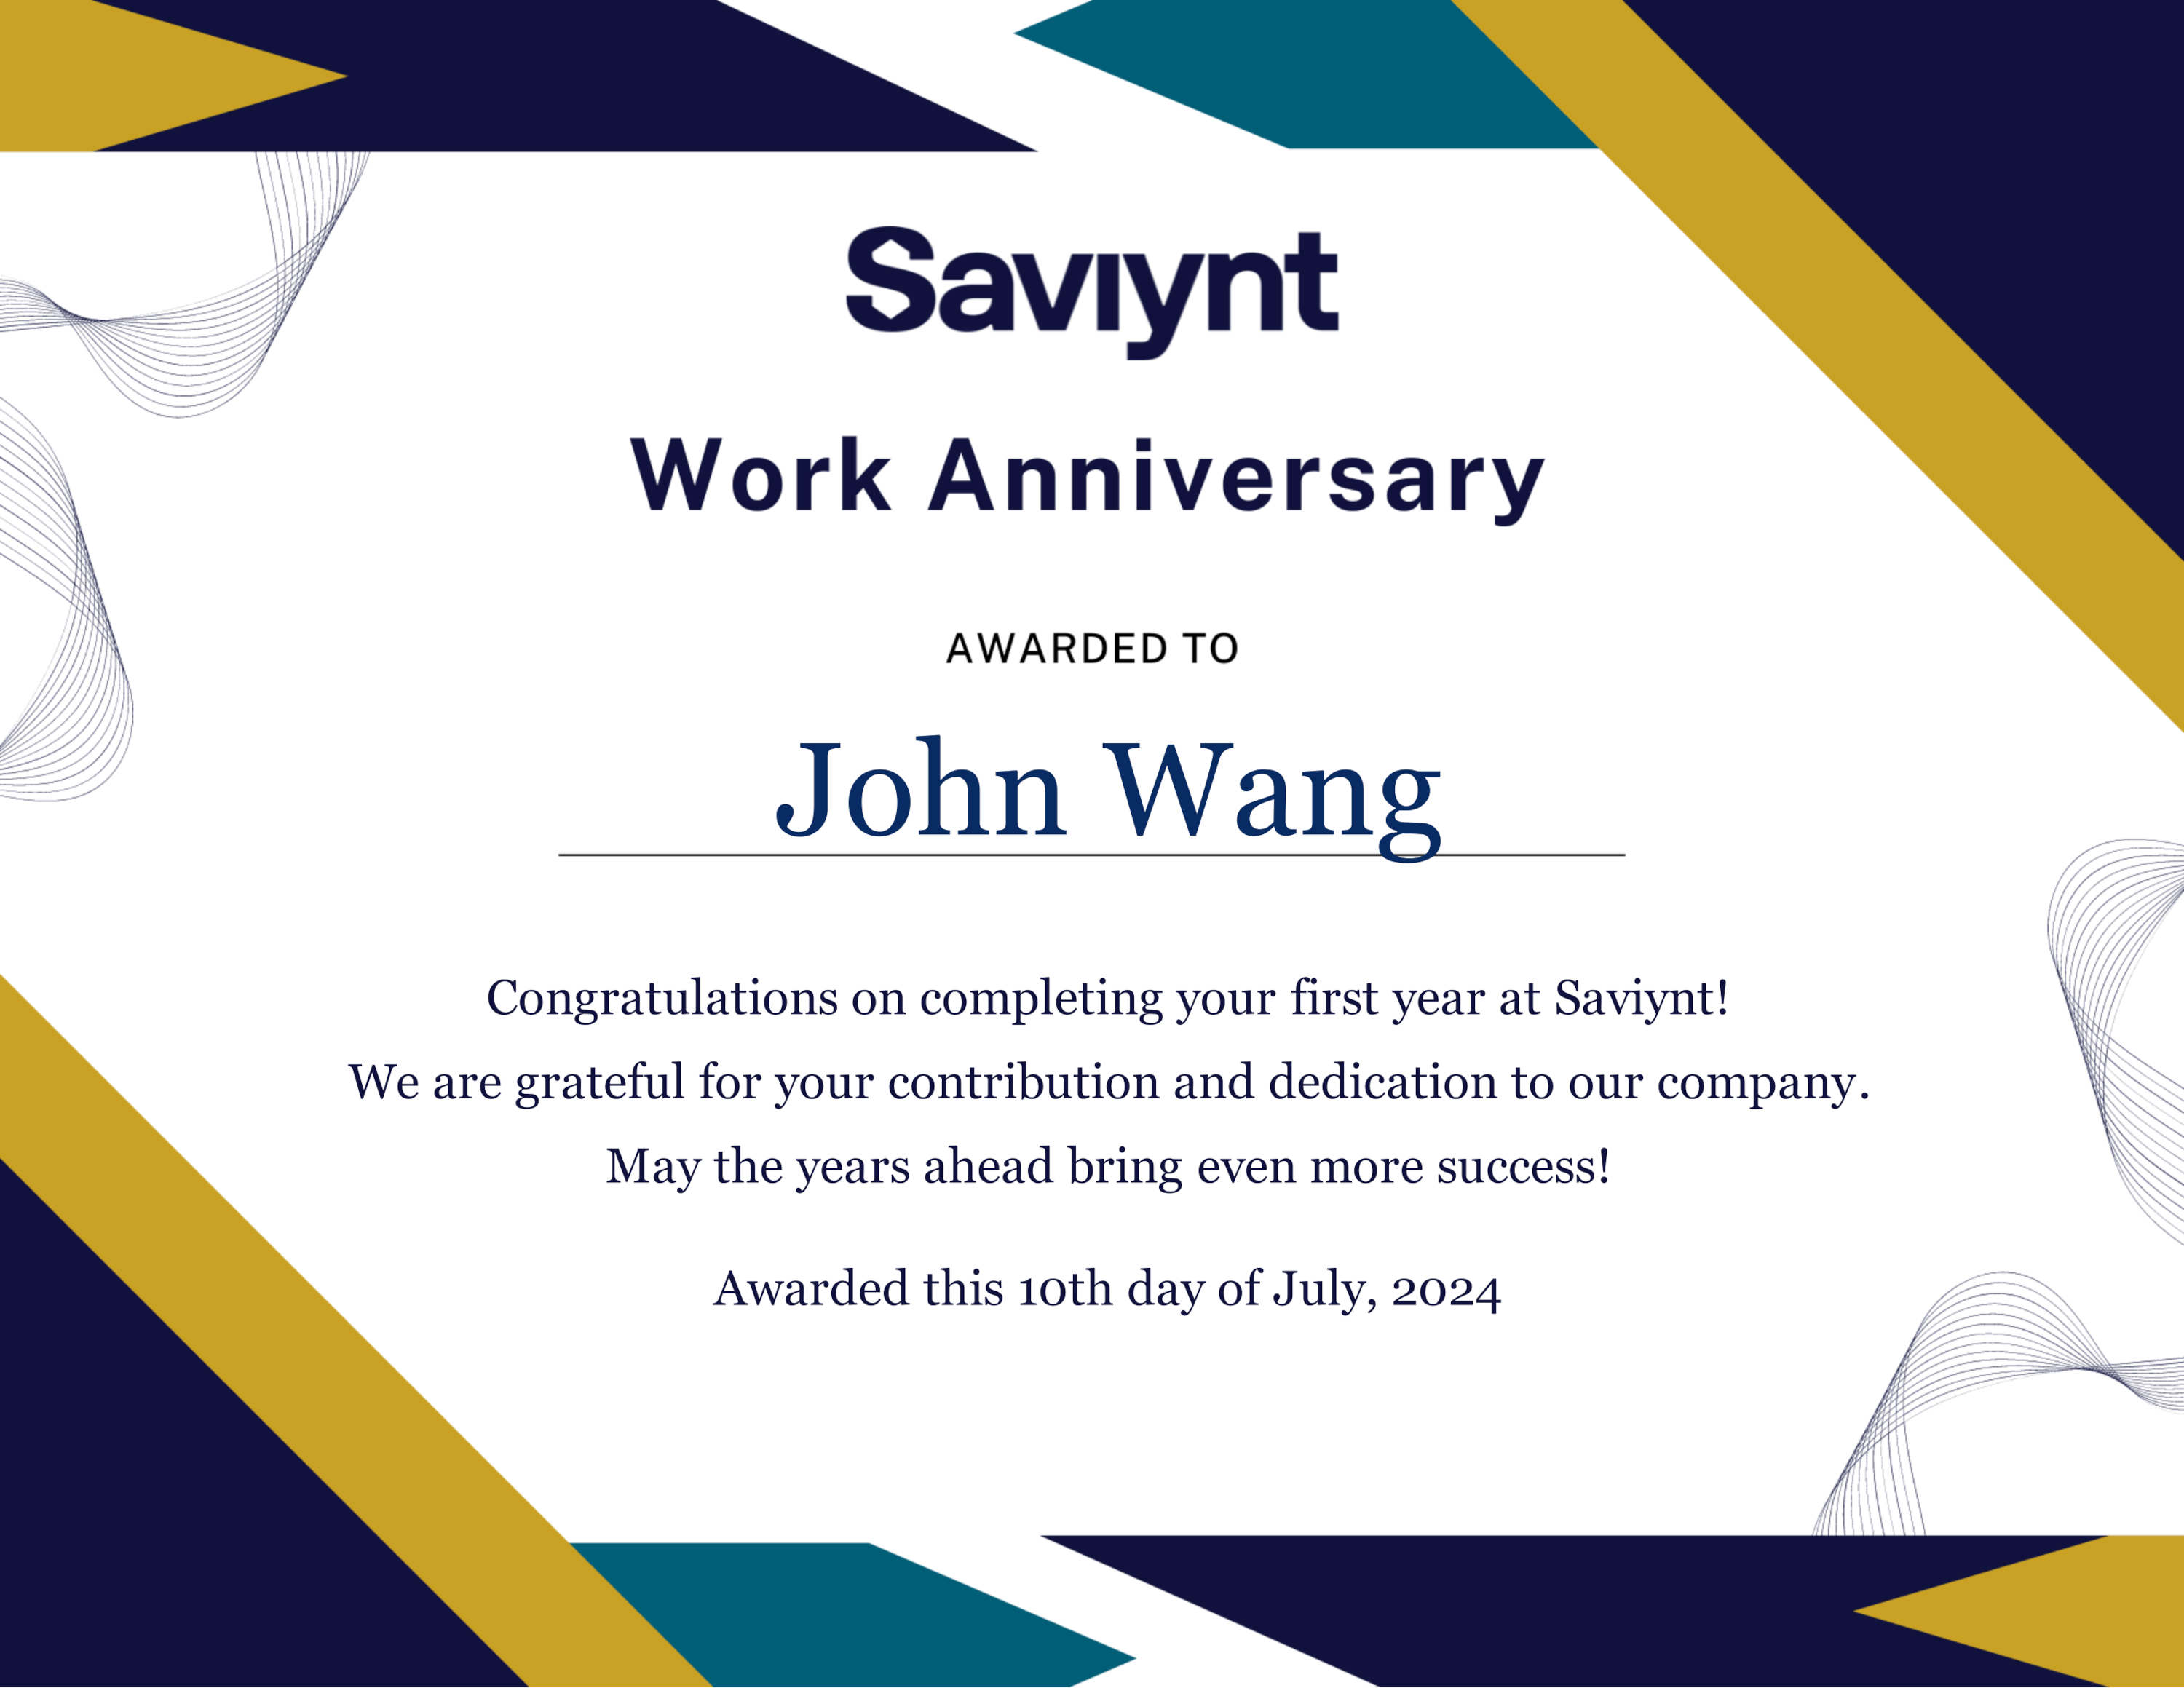 Saviynt
Work Anniversary
AWARDED TO
John Wang
Congratulations on completing your first year at Saviynt!
We are grateful for your contribution and dedication to our company.
May the years ahead bring even more success!
Awarded this 10th day of July, 2024